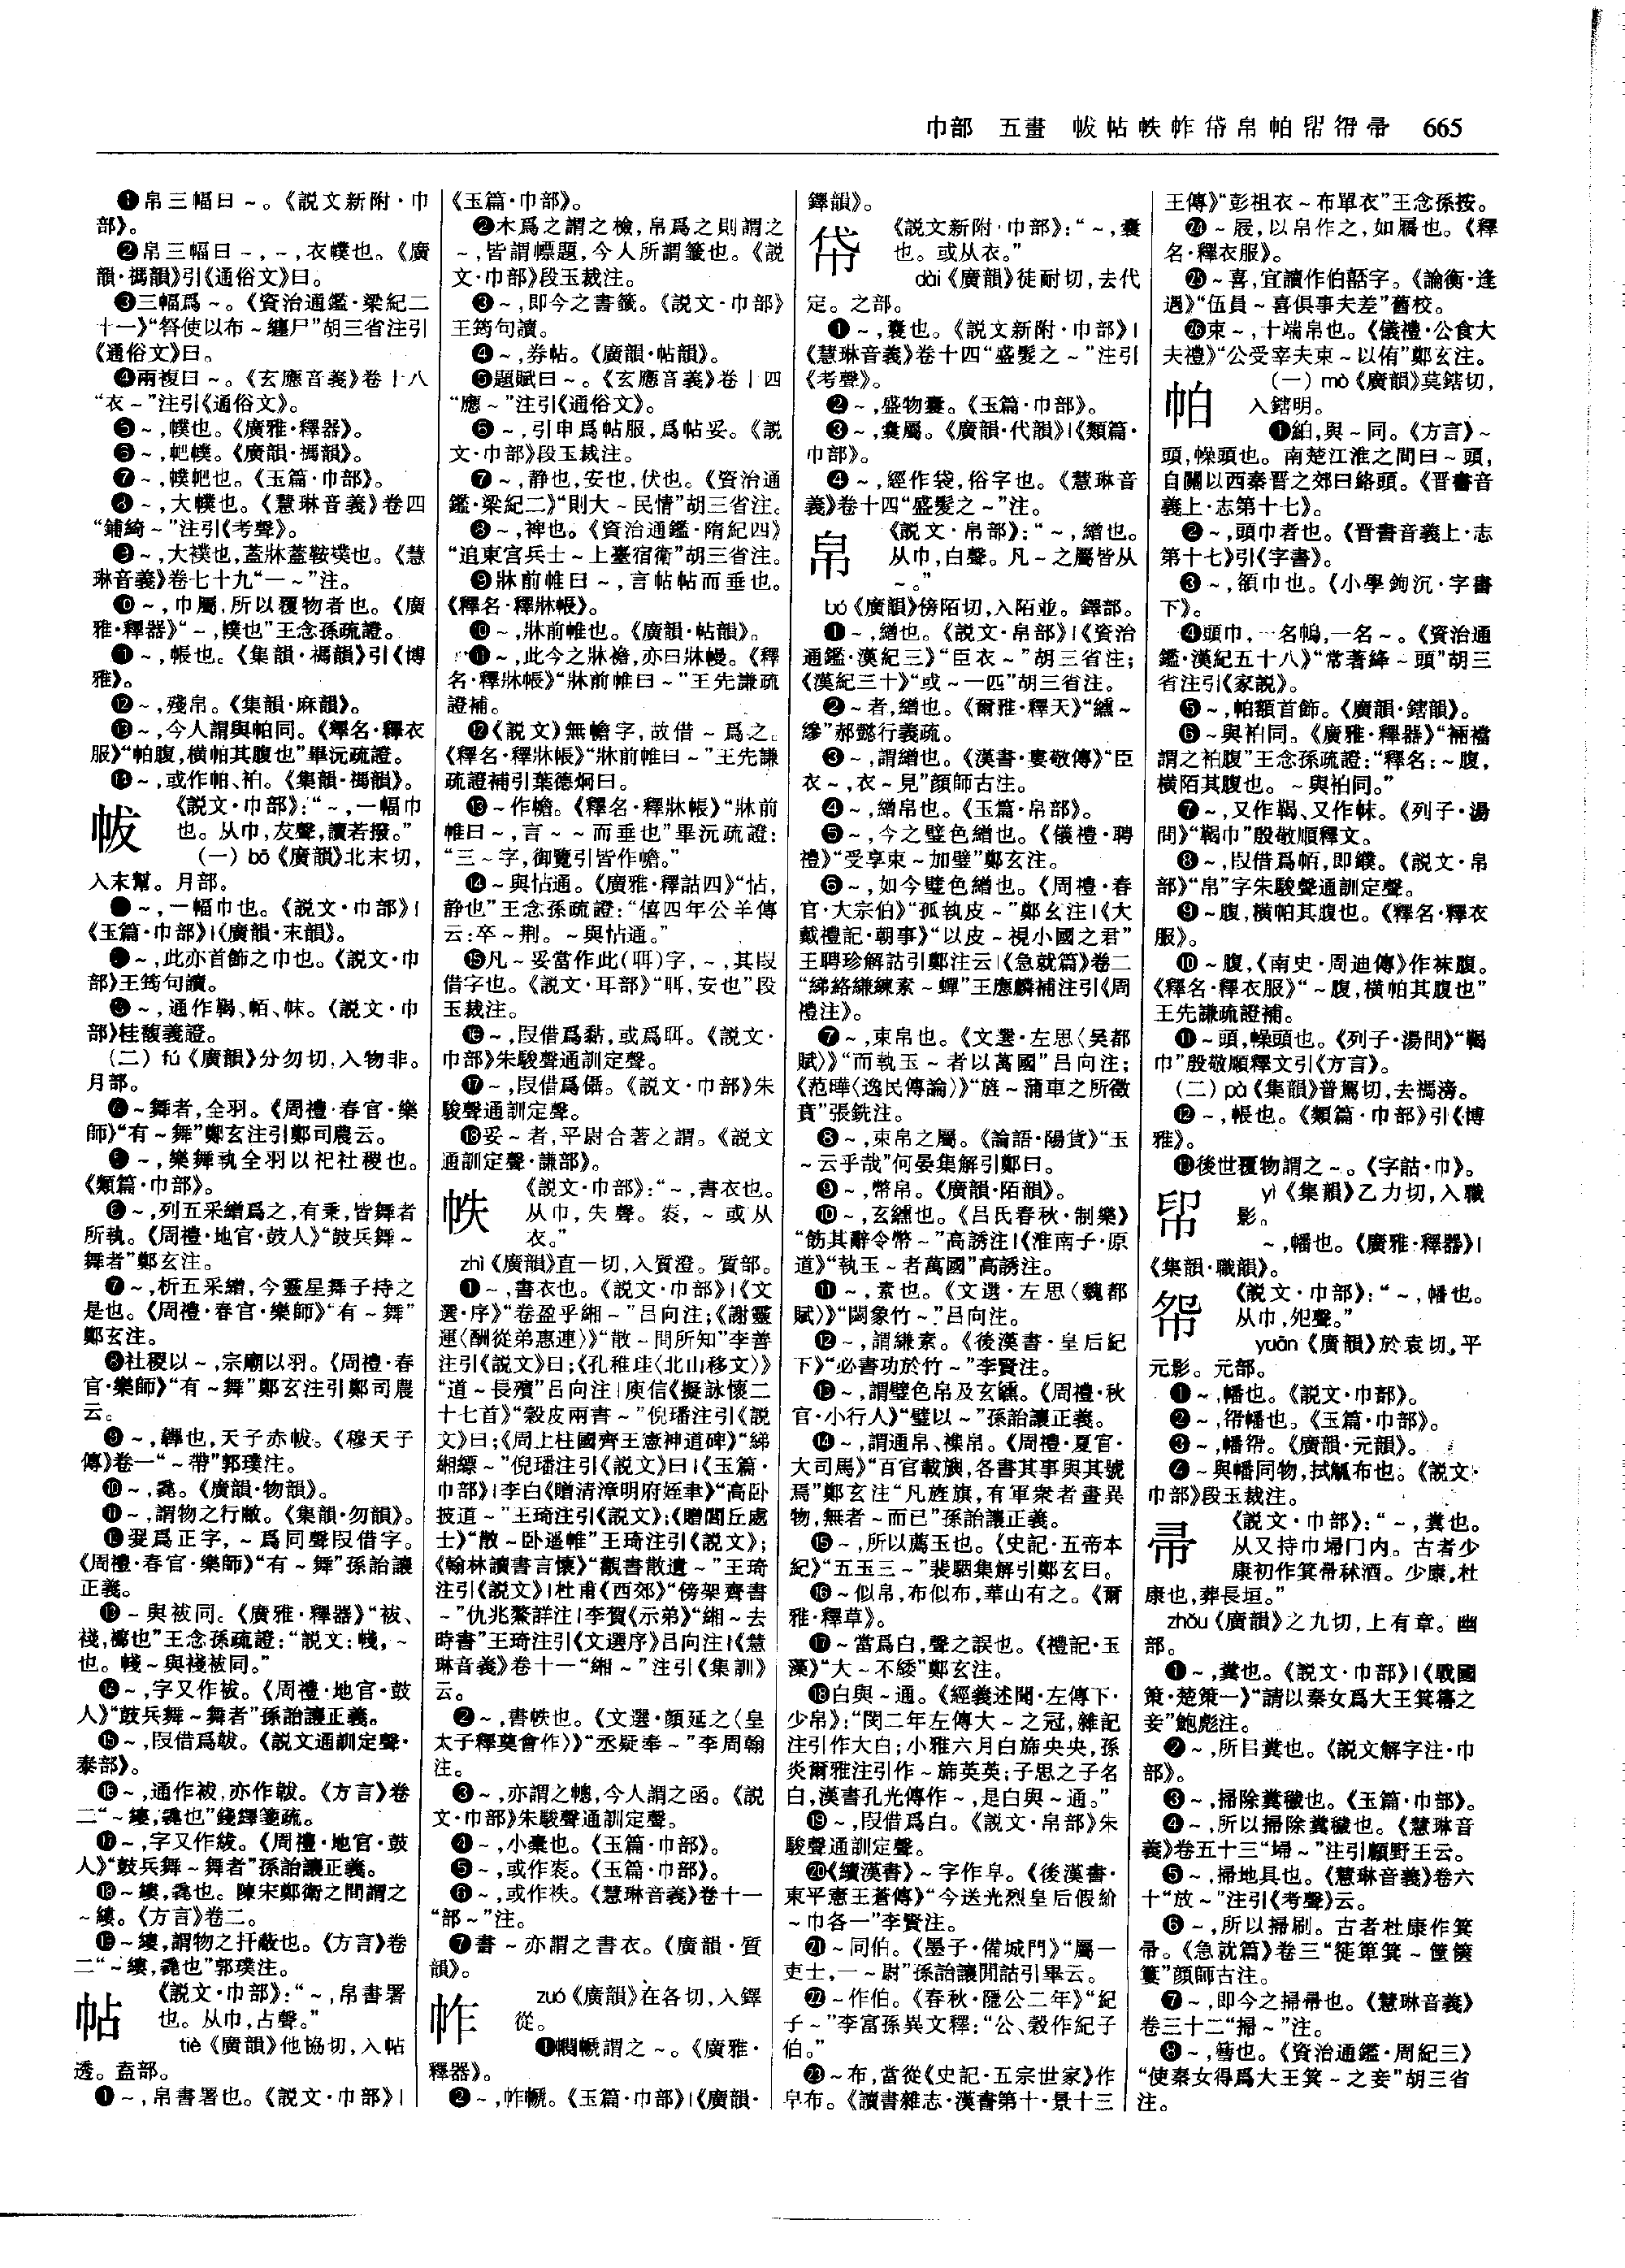 巾部　五畫　帗帖帙帓帒帛帕㠴帤帚　665
❶帛三幅曰～。《説文新附·巾
部》。
❷帛三幅曰～,～,衣幞也。《廣
韻·禡韻》引《通俗文》曰。
❸三幅爲～。《資治通鑑·梁紀二
十一》“詧使以布～纏尸”胡三省注引
《通俗文》曰。
❹兩複曰～。《玄應音義》卷十八
“衣～”注引《通俗文》。
❺～,幞也。《廣雅·釋器》。
❻～,帊幞。《廣韻·禡韻》。
❼～,幞帊也。《玉篇·巾部》。
❽～,大幞也。《慧琳音義》卷四
“鋪綺～”注引《考聲》。
❾～,大襆也,蓋牀蓋鞍襆也。《慧
琳音義》卷七十九“一～”注。
❿～,巾屬,所以覆物者也。《廣
雅·釋器》“～,幞也”王念孫疏證。
⓫～,帳也。《集韻·禡韻》引《博
雅》。
⓬～,殘帛。《集韻·麻韻》。
⓭～,今人謂與帕同。《釋名·釋衣
服》“帕腹,橫帕其腹也”畢沅疏證。
⓮～,或作帕、袙。《集韻·禡韻》。
帗
《説文·巾部》:“～,一幅巾
也。从巾,犮聲,讀若撥。”
(一) bō《廣韻》北末切,
入末幫。月部。
❶～,一幅巾也。《説文·巾部》|
《玉篇·巾部》|《廣韻·末韻》。
❷～,此亦首飾之巾也。《説文·巾
部》王筠句讀。
❸～,通作鞨、帞、帓。《説文·巾
部》桂馥義證。
(二) fú《廣韻》分勿切,入物非。
月部。
❹～舞者,全羽。《周禮·春官·樂
師》“有～舞”鄭玄注引鄭司農云。
❺～,樂舞執全羽以祀社稷也。
《類篇·巾部》。
❻～,列五采繒爲之,有秉,皆舞者
所執。《周禮·地官·鼓人》“鼓兵舞～
舞者”鄭玄注。
❼～,析五采繒,今靈星舞子持之
是也。《周禮·春官·樂師》“有～舞”
鄭玄注。
❽社稷以～,宗廟以羽。《周禮·春
官·樂師》“有～舞”鄭玄注引鄭司農
云。
❾～,韠也,天子赤帗。《穆天子
傳》卷一“～帶”郭璞注。
❿～,毳。《廣韻·物韻》。
⓫～,謂物之行敝。《集韻·勿韻》。
⓬翇爲正字,～爲同聲叚借字。
《周禮·春官·樂師》“有～舞”孫詒讓
正義。
⓭～與袚同。《廣雅·釋器》“袚、
䘸,㡓也”王念孫疏證:“説文:帴,～
也。帴～與䘸袚同。”
⓮～,字又作袚。《周禮·地官·鼓
人》“鼓兵舞～舞者”孫詒讓正義。
⓯～,叚借爲韍。《説文通訓定聲·
泰部》。
⓰～,通作袚,亦作韍。《方言》卷
二“～縷,毳也”錢繹箋疏。
⓱～,字又作紱。《周禮·地官·鼓
人》“鼓兵舞～舞者”孫詒讓正義。
⓲～縷,毳也。陳宋鄭衛之間謂之
～縷。《方言》卷二。
⓳～縷,謂物之扞蔽也。《方言》卷
二“～縷,毳也”郭璞注。
帖
《説文·巾部》:“～,帛書署
也。从巾,占聲。”
tiè《廣韻》他協切,入帖
透。盍部。
❶～,帛書署也。《説文·巾部》|
《玉篇·巾部》。
❷木爲之謂之檢,帛爲之則謂之
～,皆謂幖題,今人所謂籤也。《説
文·巾部》段玉裁注。
❸～,即今之書籤。《説文·巾部》
王筠句讀。
❹～,券帖。《廣韻·帖韻》。
❺題賦曰～。《玄應音義》卷十四
“應～”注引《通俗文》。
❻～,引申爲帖服,爲帖妥。《説
文·巾部》段玉裁注。
❼～,静也,安也,伏也。《資治通
鑑·梁紀二》“則大～民情”胡三省注。
❽～,裨也。《資治通鑑·隋紀四》
“追東宫兵士～上臺宿衛”胡三省注。
❾牀前帷曰～,言帖帖而垂也。
《釋名·釋牀帳》。
❿～,牀前帷也。《廣韻·帖韻》。
⓫～,此今之牀襜,亦曰牀幔。《釋
名·釋牀帳》“牀前帷曰～”王先謙疏
證補。
⓬《説文》無幨字,故借～爲之。
《釋名·釋牀帳》“牀前帷曰～”王先謙
疏證補引葉德炯曰。
⓭～作幨。《釋名·釋牀帳》“牀前
帷曰～,言～～而垂也”畢沅疏證:
“三～字,御覽引皆作幨。”
⓮～與怗通。《廣雅·釋詁四》“怗,
静也”王念孫疏證:“僖四年公羊傳
云:卒～荆。～與怗通。”
⓯凡～妥當作此(䎶)字,～,其叚
借字也。《説文·耳部》“䎶,安也”段
玉裁注。
⓰～,叚借爲黏,或爲䎶。《説文·
巾部》朱駿聲通訓定聲。
⓱～,叚借爲㒤。《説文·巾部》朱
駿聲通訓定聲。
⓲妥～者,平尉合著之謂。《説文
通訓定聲·謙部》。
帙
《説文·巾部》:“～,書衣也。
从巾,失聲。袠,～或从
衣。”
zhì《廣韻》直一切,入質澄。質部。
❶～,書衣也。《説文·巾部》|《文
選·序》“卷盈乎緗～”吕向注;《謝靈
運〈酬從弟惠連〉》“散～問所知”李善
注引《説文》曰;《孔稚珪〈北山移文〉》
“道～長殯”吕向注|庾信《擬詠懷二
十七首》“穀皮兩書～”倪璠注引《説
文》曰;《周上柱國齊王憲神道碑》“綈
緗縹～”倪璠注引《説文》曰|《玉篇·
巾部》|李白《贈清漳明府姪聿》“高卧
披道～”王琦注引《説文》;《贈閭丘處
士》“散～卧遥帷”王琦注引《説文》;
《翰林讀書言懷》“觀書散遺～”王琦
注引《説文》|杜甫《西郊》“傍架齊書
～”仇兆鰲詳注|李賀《示弟》“緗～去
時書”王琦注引《文選序》吕向注|《慧
琳音義》卷十一“緗～”注引《集訓》
云。
❷～,書帙也。《文選·顔延之〈皇
太子釋奠會作〉》“丞疑奉～”李周翰
注。
❸～,亦謂之㡧,今人謂之函。《説
文·巾部》朱駿聲通訓定聲。
❹～,小橐也。《玉篇·巾部》。
❺～,或作袠。《玉篇·巾部》。
❻～,或作袟。《慧琳音義》卷十一
“部～”注。
❼書～亦謂之書衣。《廣韻·質
韻》。
zuó《廣韻》在各切,入鐸
從。
謂之～。《廣雅·
釋器》。
《玉篇·巾部》|《廣韻·
鐸韻》。
帒
《説文新附·巾部》:“～,囊
也。或从衣。”
dài《廣韻》徒耐切,去代
定。之部。
❶～,囊也。《説文新附·巾部》|
《慧琳音義》卷十四“盛髮之～”注引
《考聲》。
❷～,盛物囊。《玉篇·巾部》。
❸～,囊屬。《廣韻·代韻》|《類篇·
巾部》。
❹～,經作袋,俗字也。《慧琳音
義》卷十四“盛髮之～”注。
帛
《説文·帛部》:“～,繒也。
从巾,白聲。凡～之屬皆从
～。”
bó《廣韻》傍陌切,入陌並。鐸部。
❶～,繒也。《説文·帛部》|《資治
通鑑·漢紀三》“臣衣～”胡三省注;
《漢紀三十》“或～一匹”胡三省注。
❷～者,繒也。《爾雅·釋天》“纁～
縿”郝懿行義疏。
❸～,謂繒也。《漢書·婁敬傳》“臣
衣～,衣～見”顔師古注。
❹～,繒帛也。《玉篇·帛部》。
❺～,今之璧色繒也。《儀禮·聘
禮》“受享束～加璧”鄭玄注。
❻～,如今璧色繒也。《周禮·春
官·大宗伯》“孤執皮～”鄭玄注|《大
戴禮記·朝事》“以皮～視小國之君”
王聘珍解詁引鄭注云|《急就篇》卷二
“綈絡縑練素～蟬”王應麟補注引《周
禮注》。
❼～,束帛也。《文選·左思〈吴都
賦〉》“而執玉～者以萬國”吕向注;
《范曄〈逸民傳論〉》“旌～蒲車之所徵
賁”張銑注。
❽～,束帛之屬。《論語·陽貨》“玉
～云乎哉”何晏集解引鄭曰。
❾～,幣帛。《廣韻·陌韻》。
❿～,玄纁也。《吕氏春秋·制樂》
“飭其辭令幣～”高誘注|《淮南子·原
道》“執玉～者萬國”高誘注。
⓫～,素也。《文選·左思〈魏都
賦〉》“闕象竹～”吕向注。
⓬～,謂縑素。《後漢書·皇后紀
下》“必書功於竹～”李賢注。
⓭～,謂璧色帛及玄纁。《周禮·秋
官·小行人》“璧以～”孫詒讓正義。
⓮～,謂通帛、襍帛。《周禮·夏官·
大司馬》“百官載旟,各書其事與其號
焉”鄭玄注“凡旌旗,有軍衆者畫異
物,無者～而已”孫詒讓正義。
⓯～,所以薦玉也。《史記·五帝本
紀》“五玉三～”裴駰集解引鄭玄曰。
⓰～似帛,布似布,華山有之。《爾
雅·釋草》。
⓱～當爲白,聲之誤也。《禮記·玉
藻》“大～不緌”鄭玄注。
⓲白與～通。《經義述聞·左傳下·
少帛》:“閔二年左傳大～之冠,雜記
注引作大白;小雅六月白旆央央,孫
炎爾雅注引作～旆英英;子思之子名
白,漢書孔光傳作～,是白與～通。”
⓳～,叚借爲白。《説文·帛部》朱
駿聲通訓定聲。
⓴《續漢書》～字作皁。《後漢書·
東平憲王蒼傳》“今送光烈皇后假紒
～巾各一”李賢注。
㉑～同伯。《墨子·備城門》“屬一
吏士,一～尉”孫詒讓閒詁引畢云。
㉒～作伯。《春秋·隱公二年》“紀
子～”李富孫異文釋:“公、穀作紀子
伯。”
㉓～布,當從《史記·五宗世家》作
皁布。《讀書雜志·漢書第十·景十三
王傳》“彭祖衣～布單衣”王念孫按。
㉔～屐,以帛作之,如屩也。《釋
名·釋衣服》。
㉕～喜,宜讀作伯嚭字。《論衡·逢
遇》“伍員～喜俱事夫差”舊校。
㉖束～,十端帛也。《儀禮·公食大
夫禮》“公受宰夫束～以侑”鄭玄注。
帕
(一) mò《廣韻》莫鎋切,
入鎋明。
❶袹,與～同。《方言》～
頭,幧頭也。南楚江淮之間曰～頭,
自關以西秦晋之郊曰絡頭。《晋書音
義上·志第十七》。
❷～,頭巾者也。《晋書音義上·志
第十七》引《字書》。
❸～,領巾也。《小學鉤沉·字書
下》。
❹頭巾,一名幍,一名～。《資治通
鑑·漢紀五十八》“常著絳～頭”胡三
省注引《家説》。
❺～,帕額首飾。《廣韻·鎋韻》。
❻～與袙同。《廣雅·釋器》“裲襠
謂之袙腹”王念孫疏證:“釋名:～腹,
橫陌其腹也。～與袙同。”
❼～,又作鞨、又作帓。《列子·湯
問》“鞨巾”殷敬順釋文。
❽～,叚借爲帞,即纀。《説文·帛
部》“帛”字朱駿聲通訓定聲。
❾～腹,橫帕其腹也。《釋名·釋衣
服》。
❿～腹,《南史·周迪傳》作袜腹。
《釋名·釋衣服》“～腹,橫帕其腹也”
王先謙疏證補。
⓫～頭,幧頭也。《列子·湯問》“鞨
巾”殷敬順釋文引《方言》。
(二) pà《集韻》普駕切,去禡滂。
⓬～,帳也。《類篇·巾部》引《博
雅》。
⓭後世覆物謂之～。《字詁·巾》。
yì《集韻》乙力切,入職
影。
～,幡也。《廣雅·釋器》|
《集韻·職韻》。
帤
《説文·巾部》:“～,幡也。
从巾,夗聲。”
yuān《廣韻》於袁切,平
元影。元部。
❶～,幡也。《説文·巾部》。
❷～,帑幡也。《玉篇·巾部》。
❸～,幡帑。《廣韻·元韻》。
❹～與幡同物,拭觚布也。《説文·
巾部》段玉裁注。
帚
《説文·巾部》:“～,糞也。
从又持巾埽冂内。古者少
康初作箕帚秫酒。少康,杜
康也,葬長垣。”
zhǒu《廣韻》之九切,上有章。幽
部。
❶～,糞也。《説文·巾部》|《戰國
策·楚策一》“請以秦女爲大王箕箒之
妾”鮑彪注。
❷～,所㠯糞也。《説文解字注·巾
部》。
❸～,掃除糞穢也。《玉篇·巾部》。
❹～,所以掃除糞穢也。《慧琳音
義》卷五十三“埽～”注引顧野王云。
❺～,掃地具也。《慧琳音義》卷六
十“放～”注引《考聲》云。
❻～,所以掃刷。古者杜康作箕
帚。《急就篇》卷三“簁箄箕～筐篋
簍”顔師古注。
❼～,即今之掃帚也。《慧琳音義》
卷三十二“掃～”注。
❽～,篲也。《資治通鑑·周紀三》
“使秦女得爲大王箕～之妾”胡三省
注。